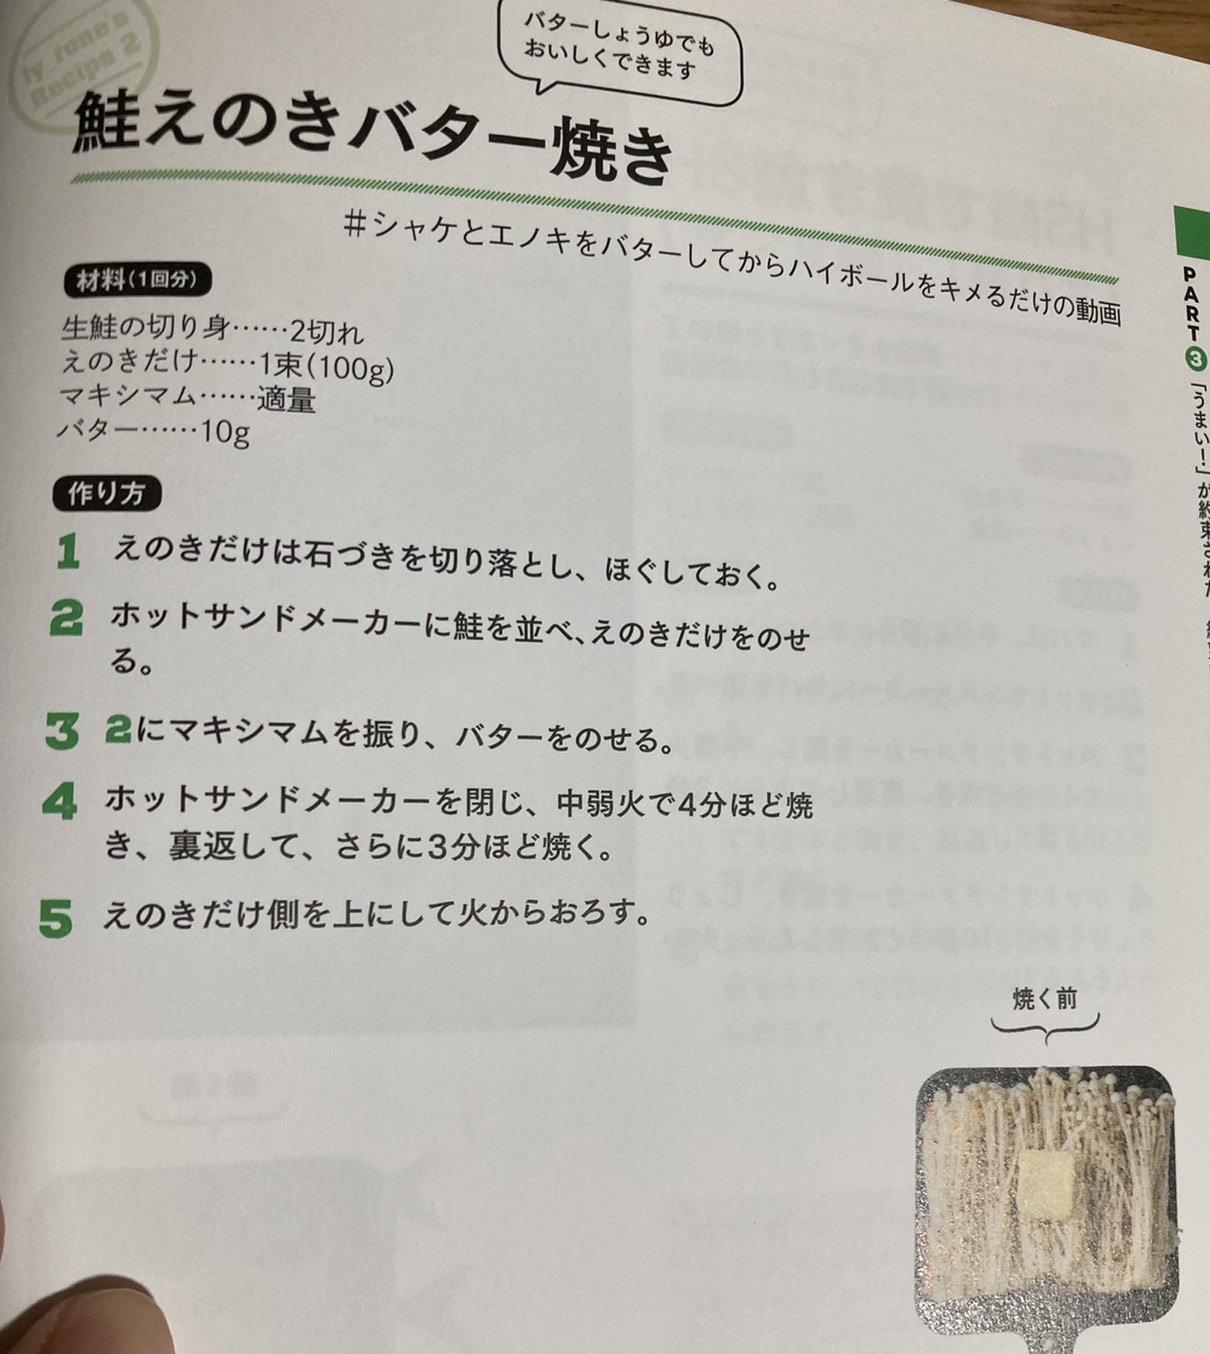 ly_rone's
Recipe 2
バターしょうゆでも
おいしくできます
鮭えのきバター焼き
#シャケとエノキをバターしてからハイボールをキメるだけの動画
材料(1回分)
生鮭の切り身……2切れ
えのきだけ……1束(100g)
マキシマム……適量
バター……10g
作り方
1 えのきだけは石づきを切り落とし、ほぐしておく。
2 ホットサンドメーカーに鮭を並べ、えのきだけをのせ
る。
3 2にマキシマムを振り、バターをのせる。
4 ホットサンドメーカーを閉じ、中弱火で4分ほど焼
き、裏返して、さらに3分ほど焼く。
5 えのきだけ側を上にして火からおろす。
焼く前
PART3
「うまい!」が約束された